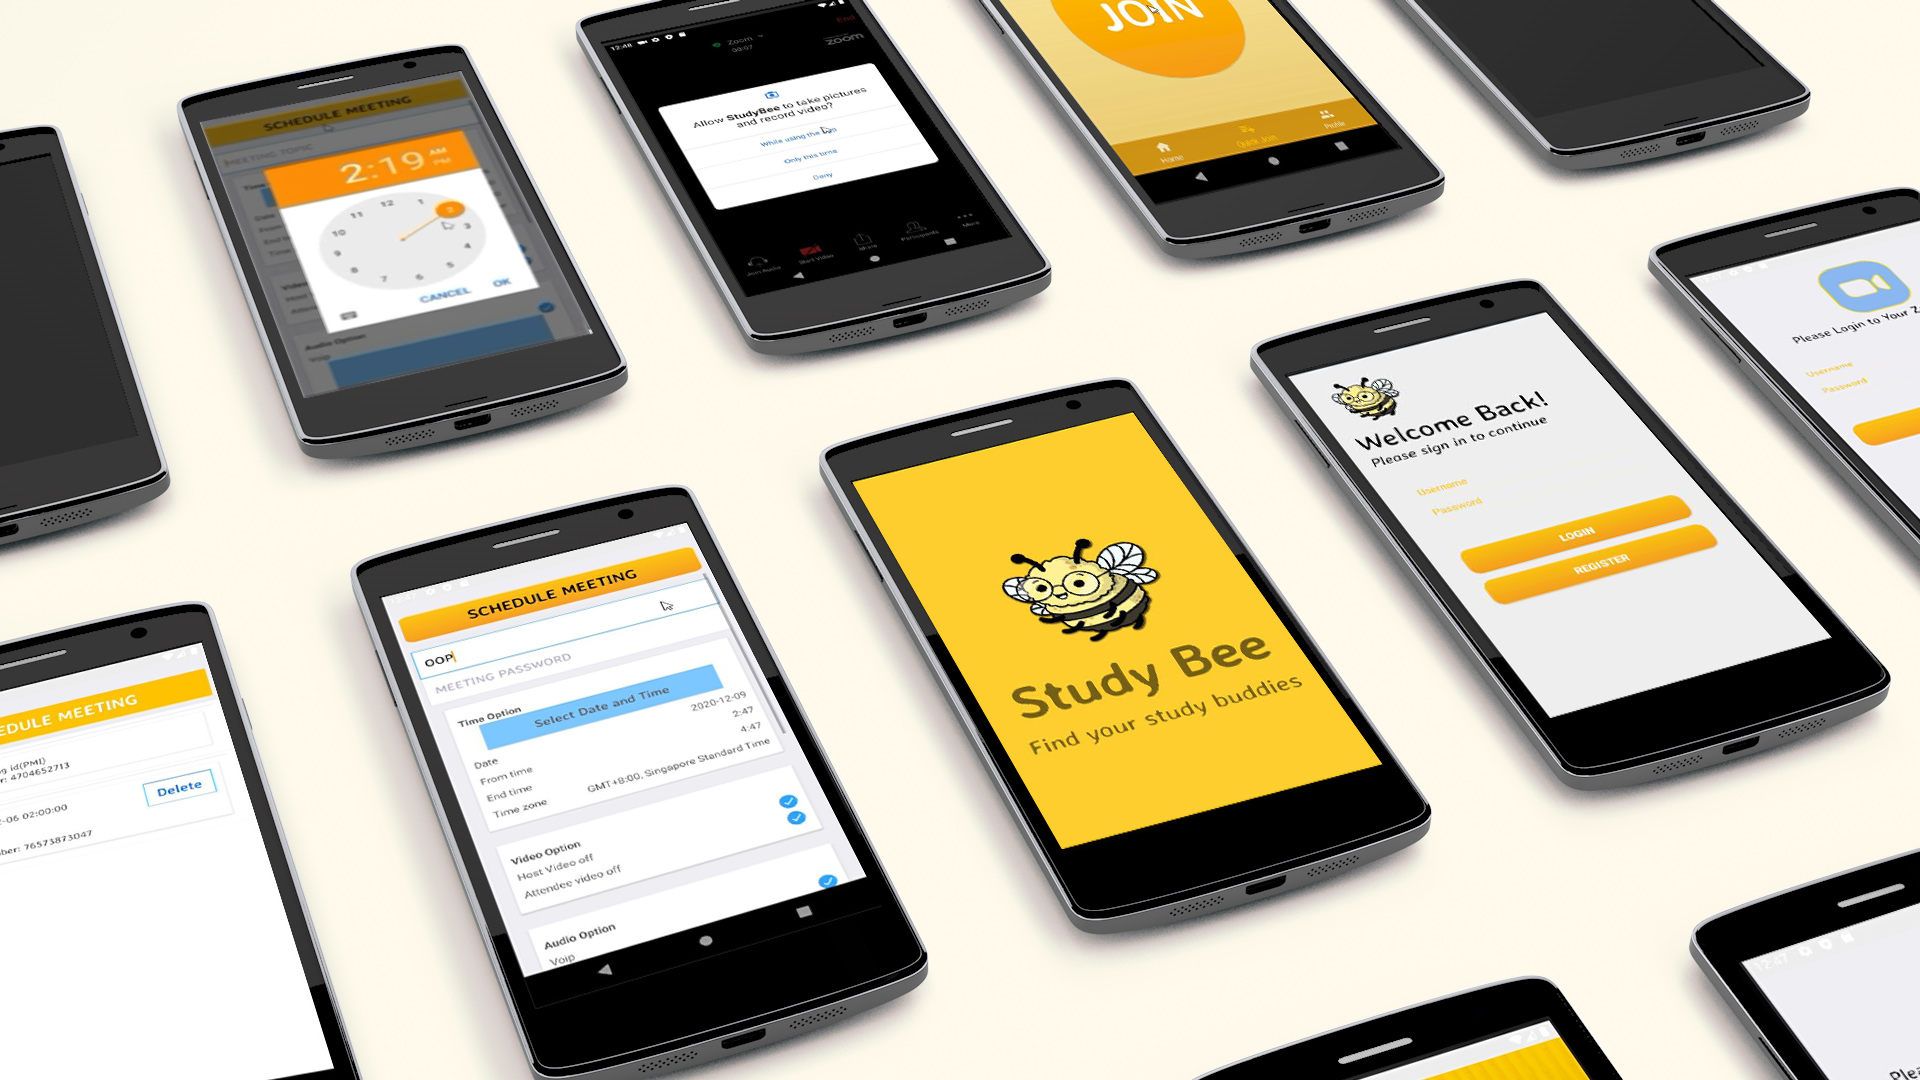 SCHEDULE MEETING
MEETING TOPIC
2:19
AM
PM
12
1
2
3
4
5
6
7
8
9
10
11
CANCEL
OK
Audio Option
Voip
12:48
Zoom
00:07
End
zoom
Allow StudyBee to take pictures
and record video?
While using the
Only this time
Deny
Join Audio
Start Video
Share
Participants
More
JOIN
Home
Quick Join
Profile
Please Login to Your
Username
Password
Welcome Back!
Please sign in to continue
Username
Password
LOGIN
REGISTER
Study Bee
Find your study buddies
SCHEDULE MEETING
OOP
MEETING PASSWORD
Time Option
Select Date and Time
Date 2020-12-09
From time 2:47
End time 4:47
Time zone GMT+8:00, Singapore Standard Time
Video Option
Host Video off
Attendee video off
Audio Option
Voip
EDULE MEETING
g id(PMI)
r: 4704652713
-06 02:00:00
Delete
ber: 76573873047
12:47
Plea